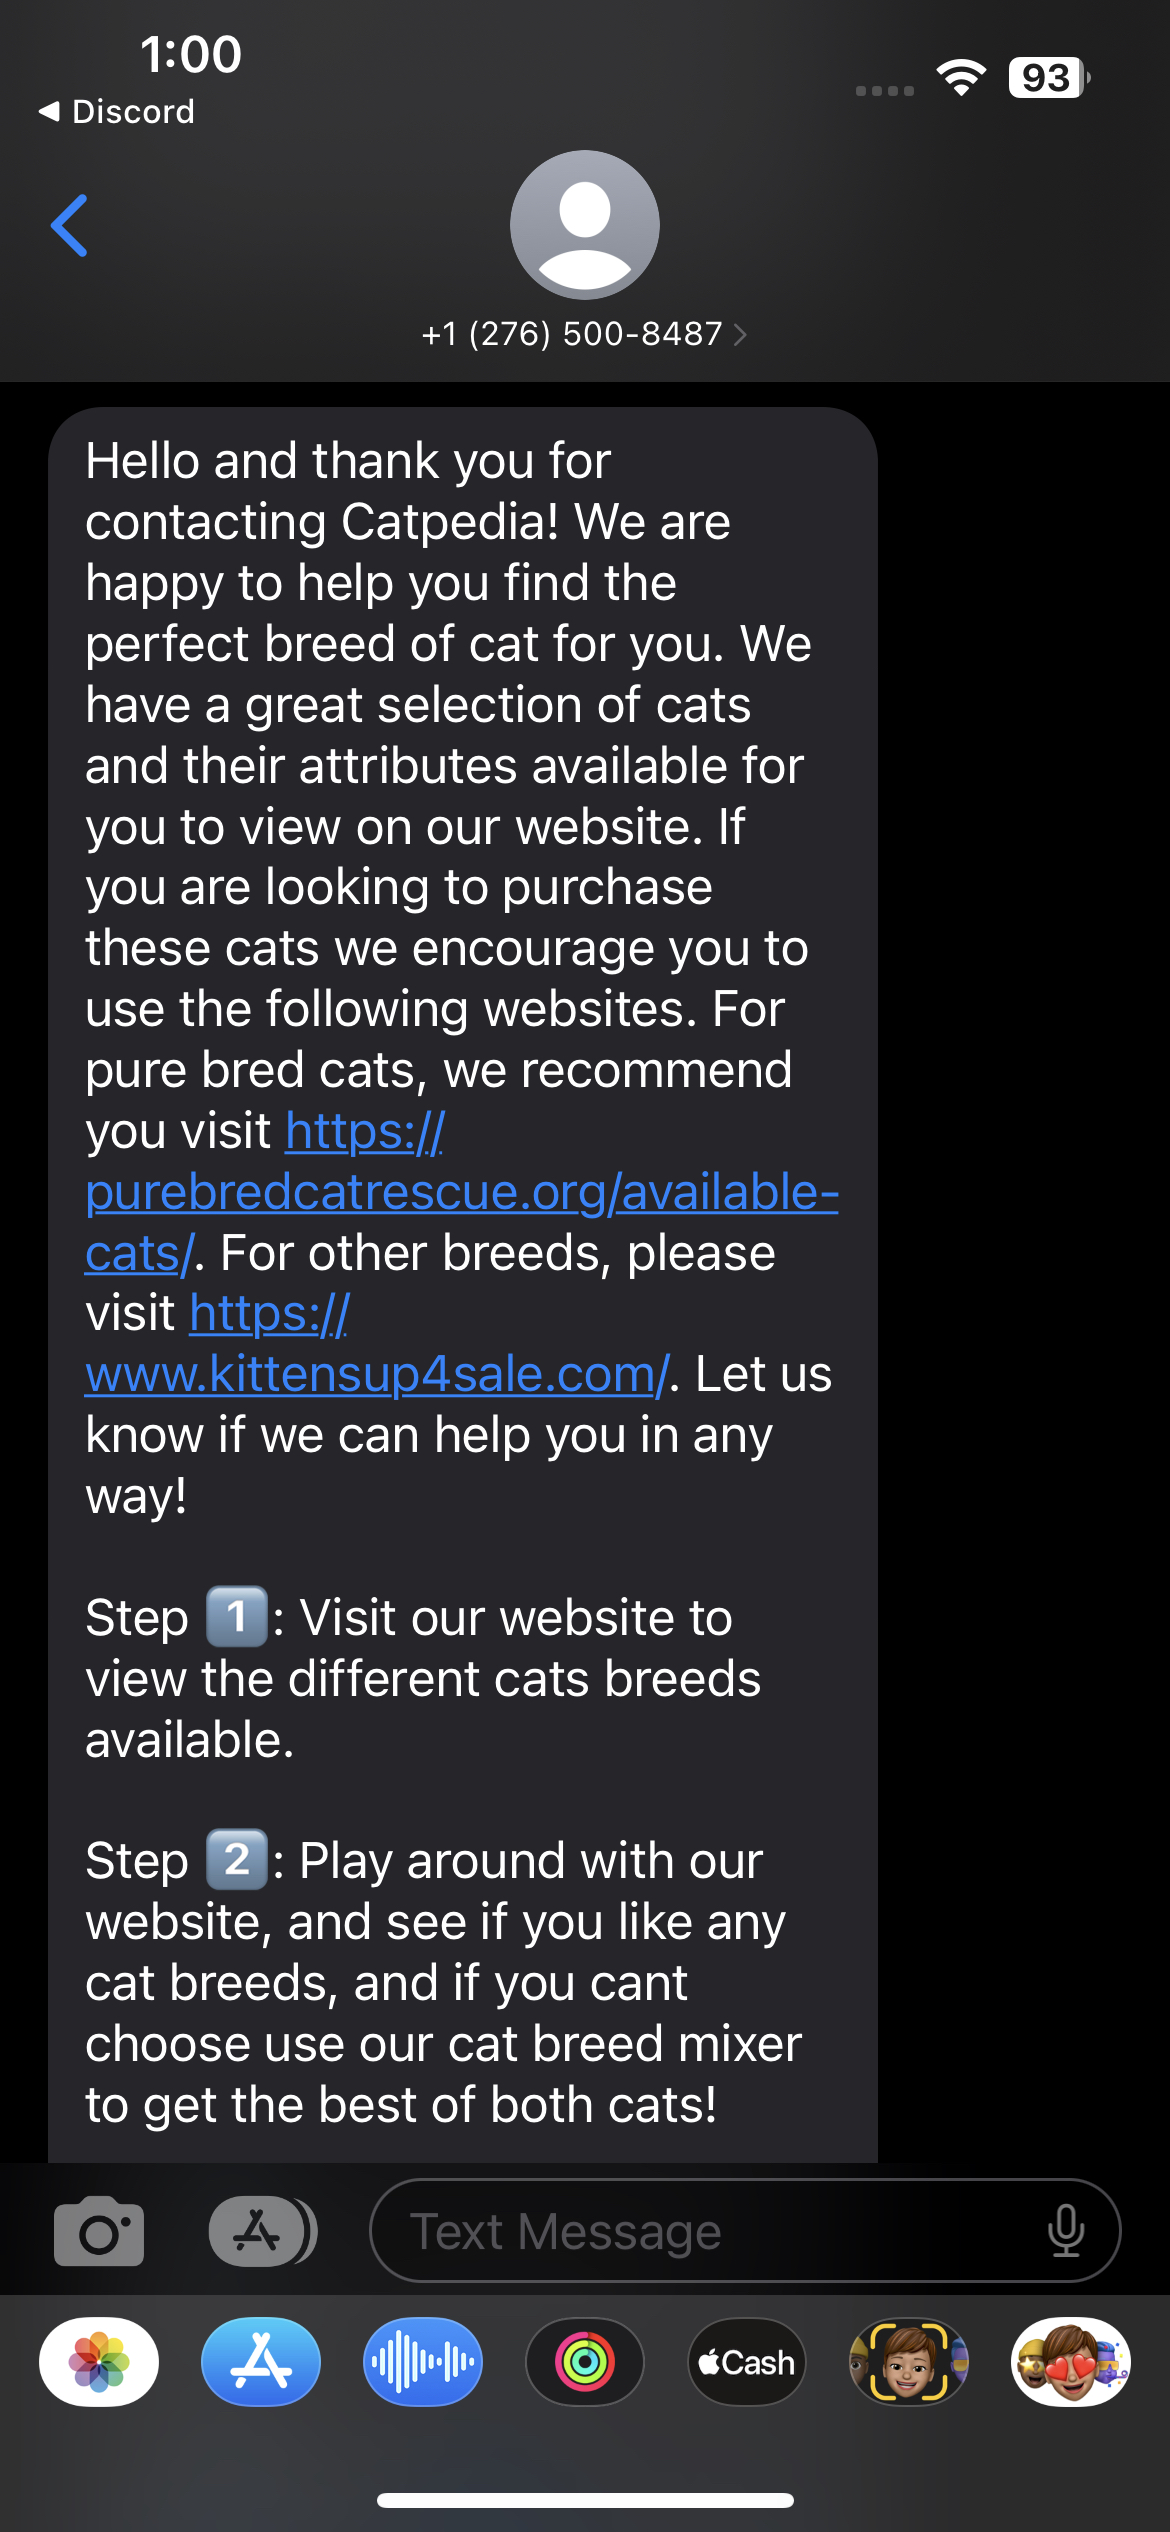 1:00
93
Discord
+1 (276) 500-8487
Hello and thank you for
contacting Catpedia! We are
happy to help you find the
perfect breed of cat for you. We
have a great selection of cats
and their attributes available for
you to view on our website. If
you are looking to purchase
these cats we encourage you to
use the following websites. For
pure bred cats, we recommend
you visit https://
purebredcatrescue.org/available-
cats/. For other breeds, please
visit https://
www.kittensup4sale.com/. Let us
know if we can help you in any
way!
Step 1️⃣: Visit our website to
view the different cats breeds
available.
Step 2️⃣: Play around with our
website, and see if you like any
cat breeds, and if you cant
choose use our cat breed mixer
to get the best of both cats!
Text Message
Cash